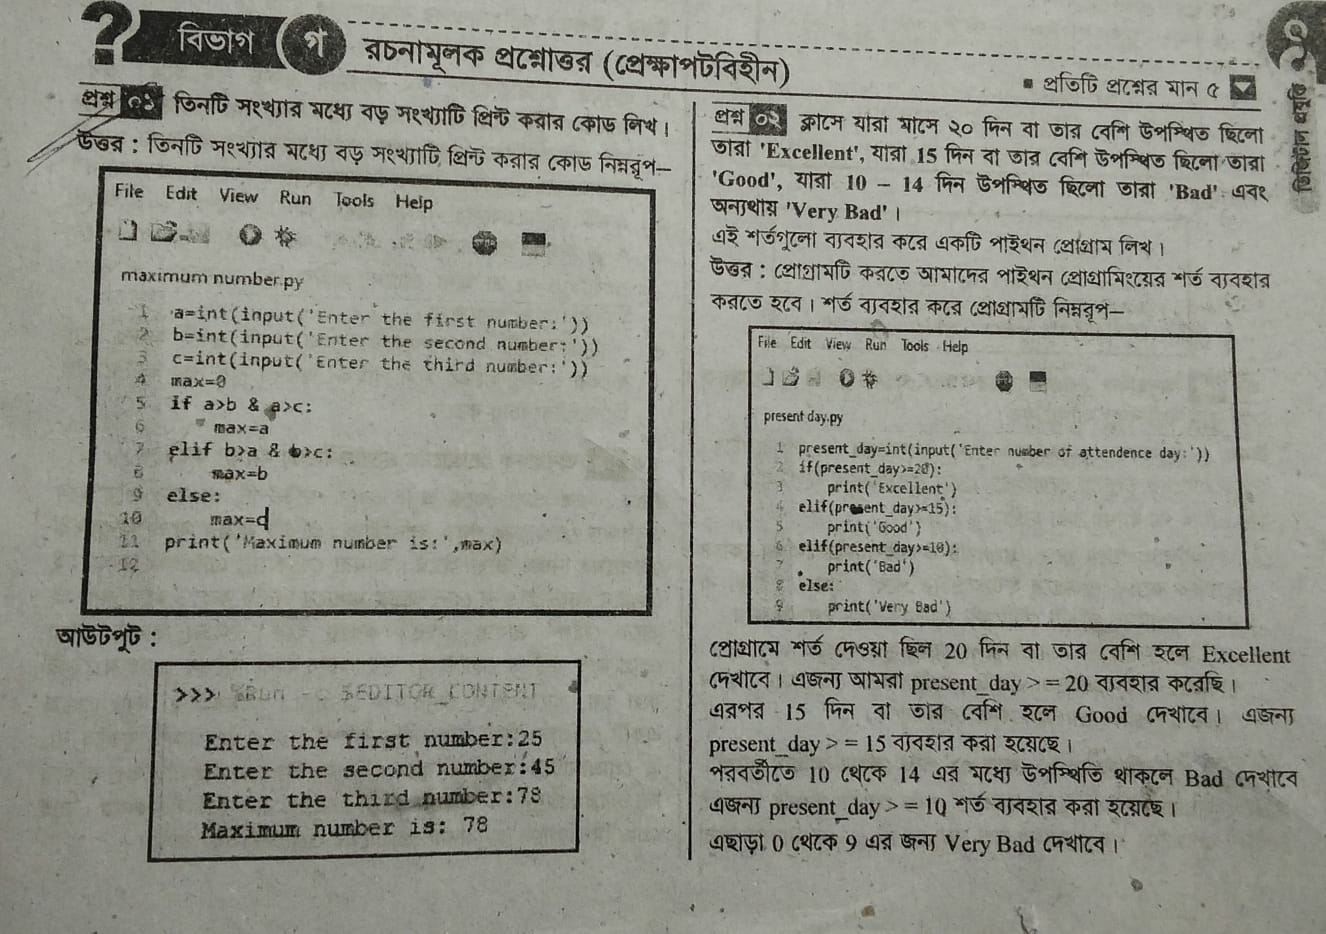 ?
বিভাগ গ
রচনামূলক প্রশ্নোত্তর (প্রেক্ষাপটবিহীন)
■ প্রতিটি প্রশ্নের মান ৫
প্রশ্ন ০১ তিনটি সংখ্যার মধ্যে বড় সংখ্যাটি প্রিন্ট করার কোড লিখ।
উত্তর : তিনটি সংখ্যার মধ্যে বড় সংখ্যাটি প্রিন্ট করার কোড নিম্নরূপ—
File Edit View Run Tools Help
maximum number.py
1 a=int(input('Enter the first number:'))
2 b=int(input('Enter the second number:'))
3 c=int(input('Enter the third number:'))
4 max=0
5 if a>b & a>c:
6 max=a
7 elif b>a & b>c:
8 max=b
9 else:
10 max=c
11 print('Maximum number is:',max)
12
আউটপুট :
>>> %Run -c $EDITOR_CONTENT
Enter the first number:25
Enter the second number:45
Enter the third number:78
Maximum number is: 78
প্রশ্ন ০২ ক্লাসে যারা মাসে ২০ দিন বা তার বেশি উপস্থিত ছিলো
তারা 'Excellent', যারা 15 দিন বা তার বেশি উপস্থিত ছিলো তারা
'Good', যারা 10 – 14 দিন উপস্থিত ছিলো তারা 'Bad' এবং
অন্যথায় 'Very Bad'।
এই শর্তগুলো ব্যবহার করে একটি পাইথন প্রোগ্রাম লিখ।
উত্তর : প্রোগ্রামটি করতে আমাদের পাইথন প্রোগ্রামিংয়ের শর্ত ব্যবহার
করতে হবে। শর্ত ব্যবহার করে প্রোগ্রামটি নিম্নরূপ—
File Edit View Run Tools Help
present day.py
1 present_day=int(input('Enter number of attendence day:'))
2 if(present_day>=20):
3 print('Excellent')
4 elif(present_day>=15):
5 print('Good')
6 elif(present_day>=10):
7 print('Bad')
8 else:
9 print('Very Bad')
প্রোগ্রামে শর্ত দেওয়া ছিল 20 দিন বা তার বেশি হলে Excellent
দেখাবে। এজন্য আমরা present_day > = 20 ব্যবহার করেছি।
এরপর 15 দিন বা তার বেশি হলে Good দেখাবে। এজন্য
present_day > = 15 ব্যবহার করা হয়েছে।
পরবর্তীতে 10 থেকে 14 এর মধ্যে উপস্থিতি থাকলে Bad দেখাবে
এজন্য present_day > = 10 শর্ত ব্যবহার করা হয়েছে।
এছাড়া 0 থেকে 9 এর জন্য Very Bad দেখাবে।
ডিজিটাল প্রযুক্তি